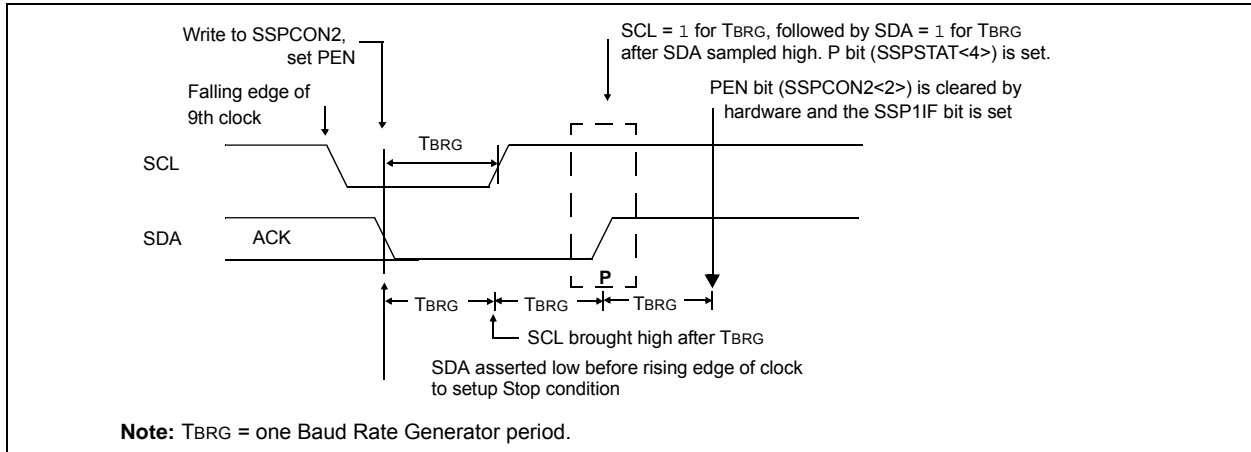 Write to SSPCON2,
set PEN
SCL = 1 for TBRG, followed by SDA = 1 for TBRG
after SDA sampled high. P bit (SSPSTAT<4>) is set.
Falling edge of
9th clock
PEN bit (SSPCON2<2>) is cleared by
hardware and the SSP1IF bit is set
TBRG
SCL
SDA
ACK
P
TBRG
TBRG
TBRG
SCL brought high after TBRG
SDA asserted low before rising edge of clock
to setup Stop condition
Note: TBRG = one Baud Rate Generator period.